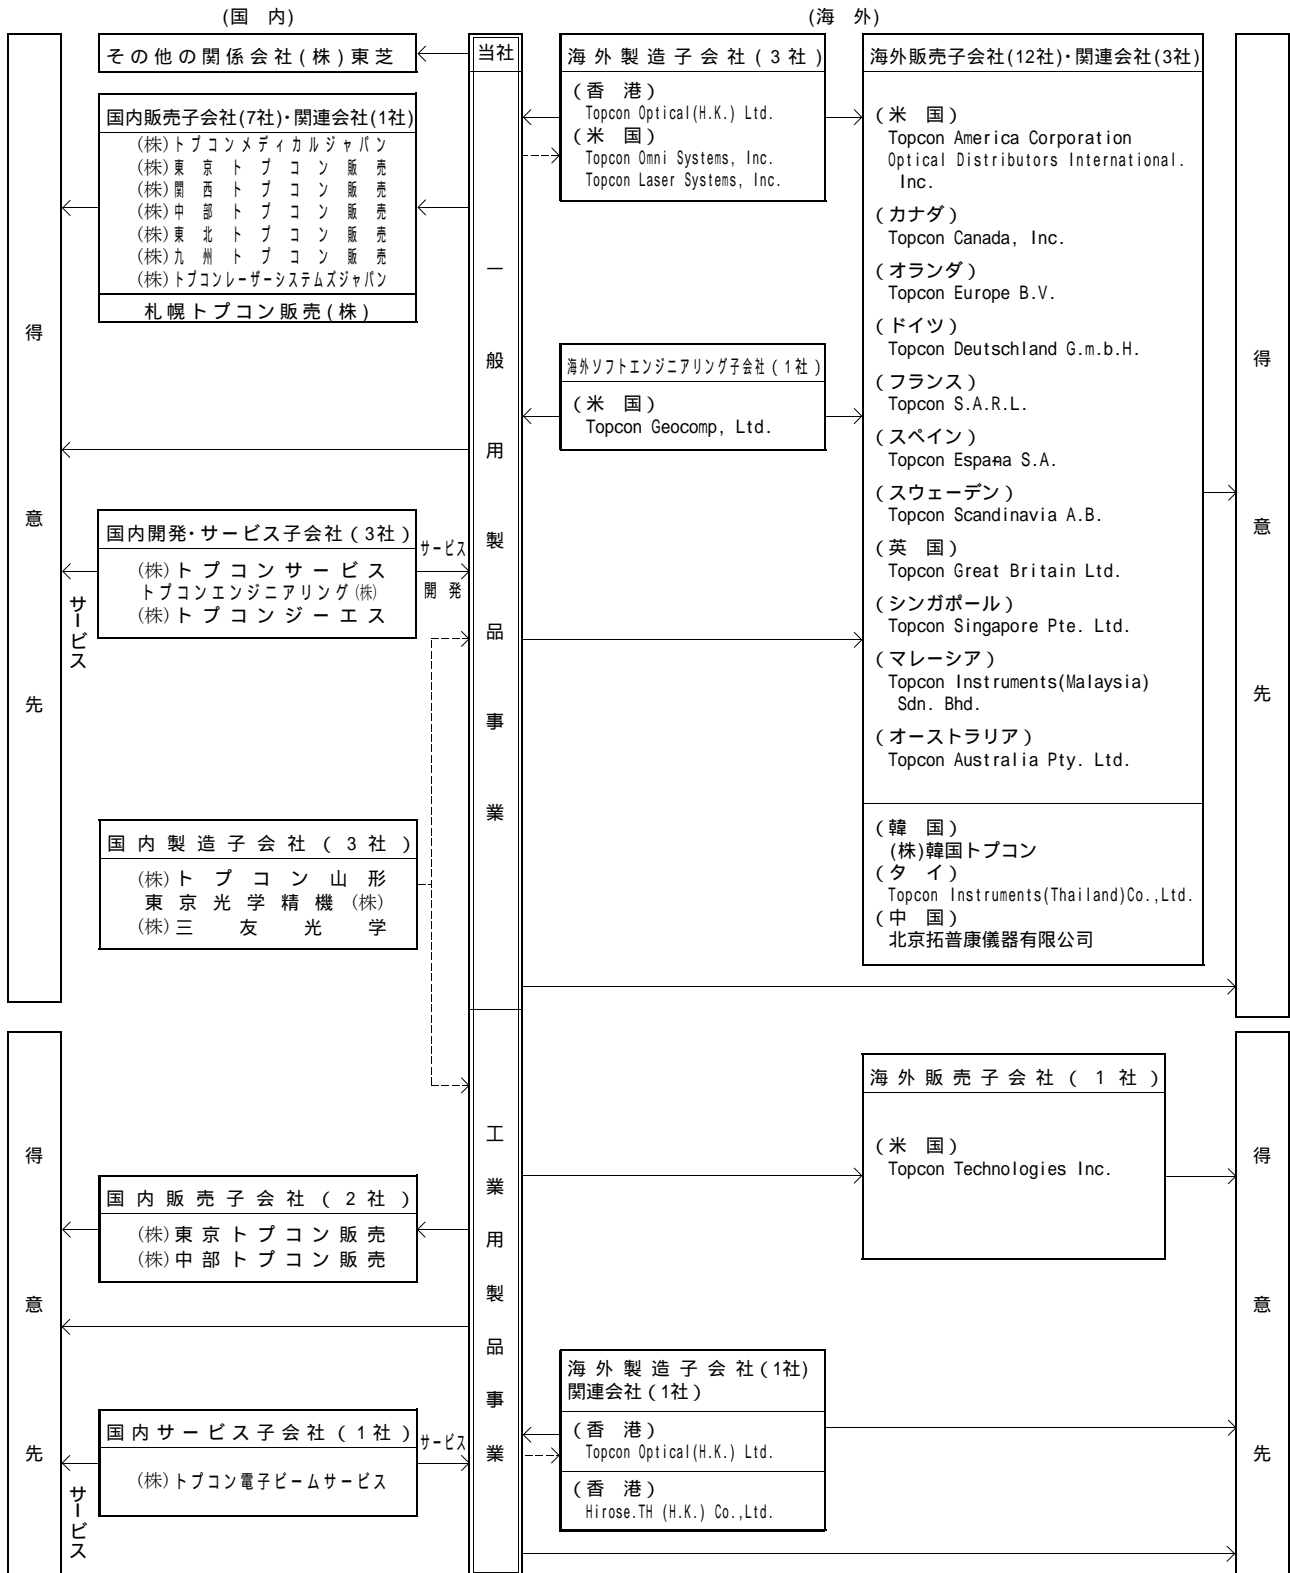 (国 内)
(海 外)
その他の関係会社(株)東芝
当社
国内販売子会社(7社)・関連会社(1社)
(株)トプコンメディカルジャパン
(株)東京トプコン販売
(株)関西トプコン販売
(株)中部トプコン販売
(株)東北トプコン販売
(株)九州トプコン販売
(株)トプコンレーザーシステムズジャパン
札幌トプコン販売(株)
得意先
国内開発・サービス子会社(3社)
(株)トプコンサービス
トプコンエンジニアリング(株)
(株)トプコンジーエス
サービス
開発
サービス
国内製造子会社(3社)
(株)トプコン山形
東京光学精機(株)
(株)三友光学
一般用製品事業
海外製造子会社(3社)
(香 港)
Topcon Optical(H.K.) Ltd.
(米 国)
Topcon Omni Systems, Inc.
Topcon Laser Systems, Inc.
海外ソフトエンジニアリング子会社(1社)
(米 国)
Topcon Geocomp, Ltd.
海外販売子会社(12社)・関連会社(3社)
(米 国)
Topcon America Corporation
Optical Distributors International.
Inc.
(カナダ)
Topcon Canada, Inc.
(オランダ)
Topcon Europe B.V.
(ドイツ)
Topcon Deutschland G.m.b.H.
(フランス)
Topcon S.A.R.L.
(スペイン)
Topcon España S.A.
(スウェーデン)
Topcon Scandinavia A.B.
(英 国)
Topcon Great Britain Ltd.
(シンガポール)
Topcon Singapore Pte. Ltd.
(マレーシア)
Topcon Instruments(Malaysia)
Sdn. Bhd.
(オーストラリア)
Topcon Australia Pty. Ltd.
(韓 国)
(株)韓国トプコン
(タ イ)
Topcon Instruments(Thailand)Co.,Ltd.
(中 国)
北京拓普康儀器有限公司
得意先
得意先
国内販売子会社(2社)
(株)東京トプコン販売
(株)中部トプコン販売
国内サービス子会社(1社)
(株)トプコン電子ビームサービス
サービス
サービス
工業用製品事業
海外販売子会社(1社)
(米 国)
Topcon Technologies Inc.
海外製造子会社(1社)
関連会社(1社)
(香 港)
Topcon Optical(H.K.) Ltd.
(香 港)
Hirose.TH (H.K.) Co.,Ltd.
得意先